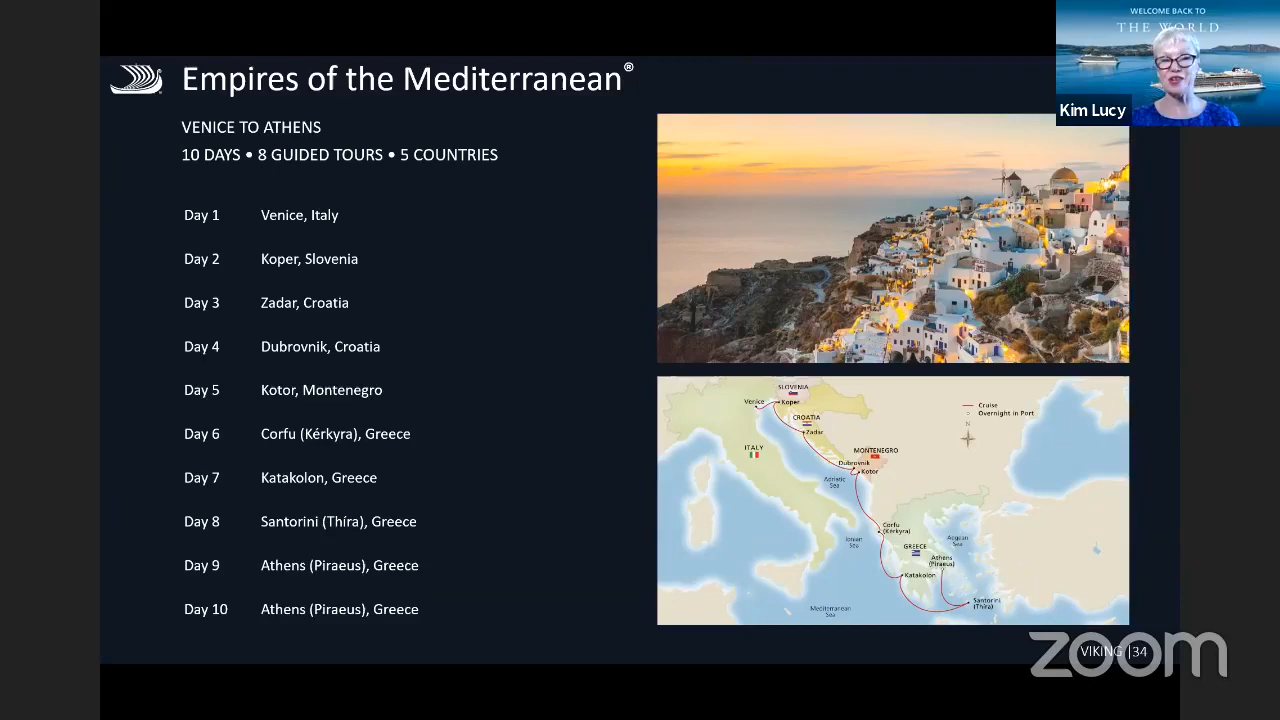 WELCOME BACK TO
THE WORLD
Kim Lucy
Empires of the Mediterranean®
VENICE TO ATHENS
10 DAYS • 8 GUIDED TOURS • 5 COUNTRIES
Day 1 Venice, Italy
Day 2 Koper, Slovenia
Day 3 Zadar, Croatia
Day 4 Dubrovnik, Croatia
Day 5 Kotor, Montenegro
Day 6 Corfu (Kérkyra), Greece
Day 7 Katakolon, Greece
Day 8 Santorini (Thíra), Greece
Day 9 Athens (Piraeus), Greece
Day 10 Athens (Piraeus), Greece
SLOVENIA
Venice
Koper
CROATIA
Zadar
ITALY
MONTENEGRO
Dubrovnik
Kotor
Adriatic
Sea
Corfu
(Kérkyra)
Ionian
Sea
GREECE
Aegean
Sea
Athens
(Piraeus)
Katakolon
Santorini
(Thíra)
Mediterranean
Sea
Cruise
Overnight in Port
N
VIKING |34
zoom